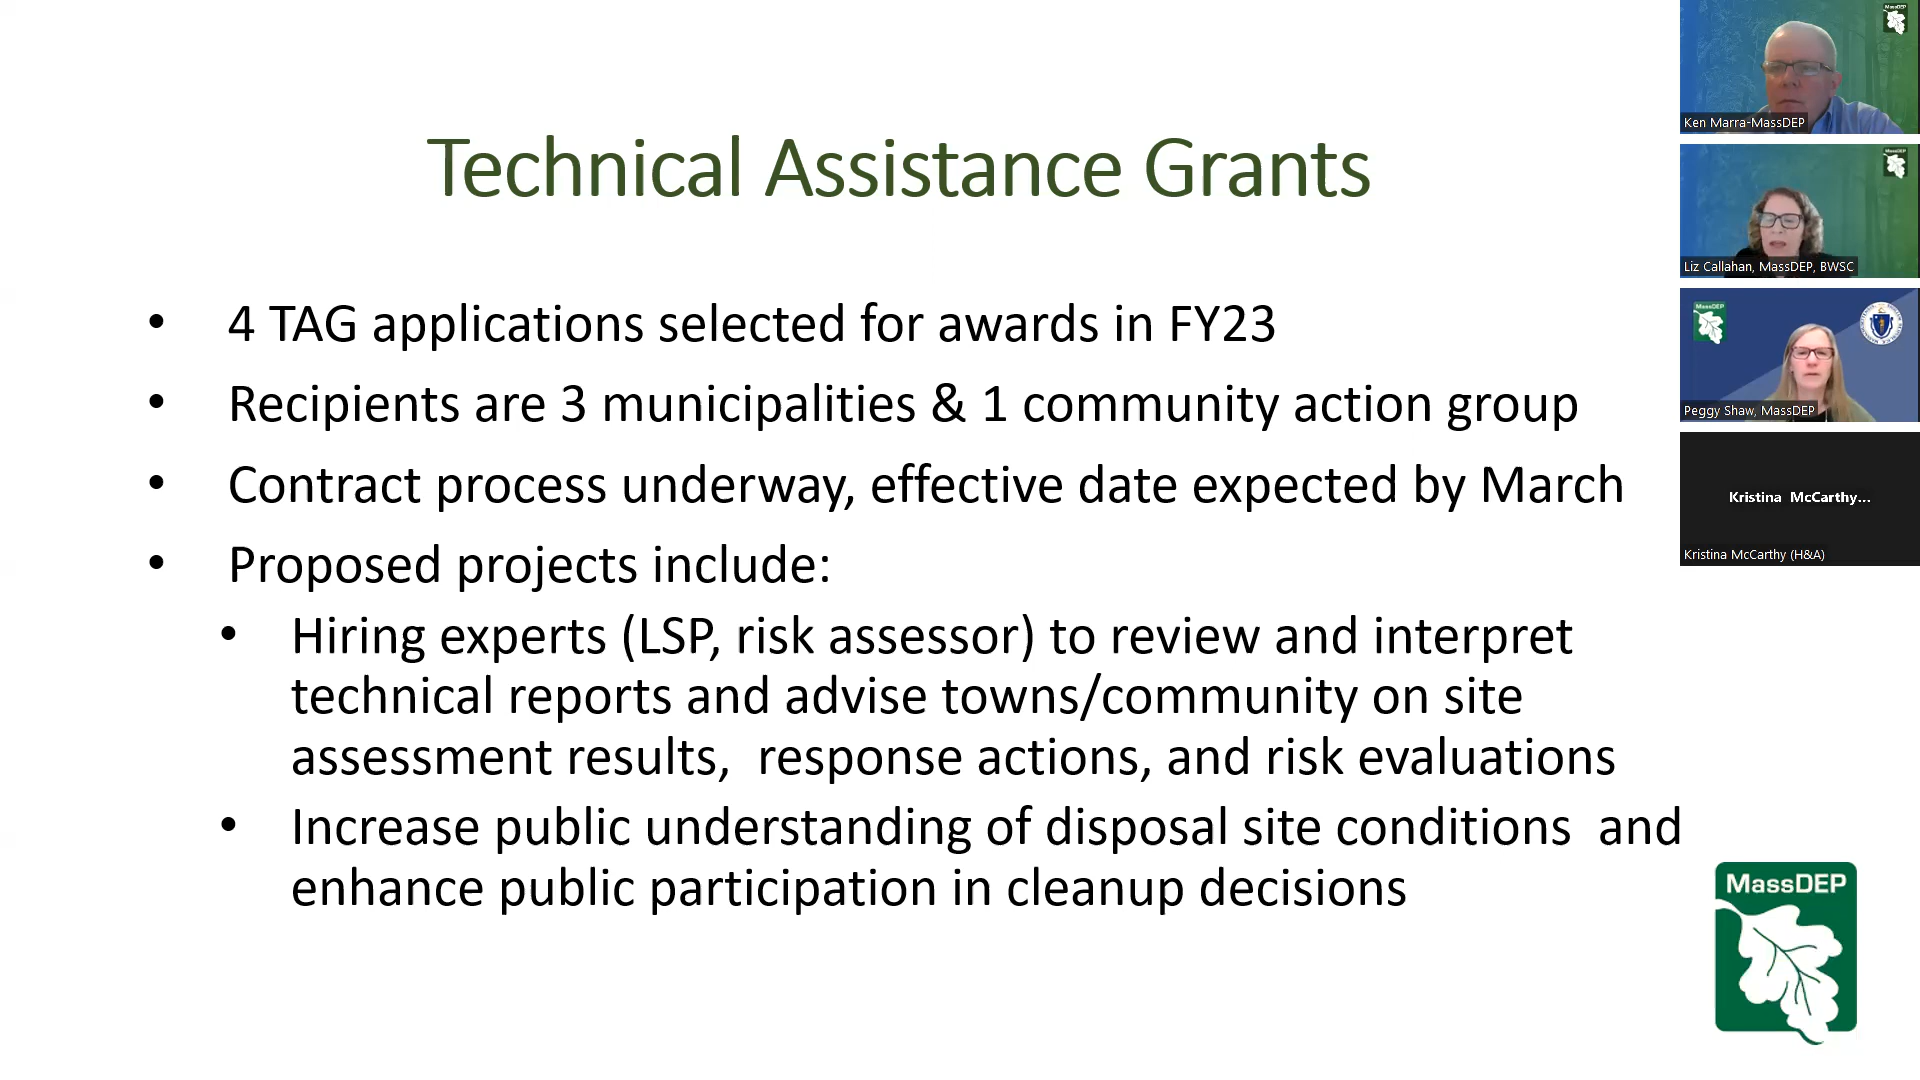 Technical Assistance Grants
• 4 TAG applications selected for awards in FY23
• Recipients are 3 municipalities & 1 community action group
• Contract process underway, effective date expected by March
• Proposed projects include:
• Hiring experts (LSP, risk assessor) to review and interpret
technical reports and advise towns/community on site
assessment results,  response actions, and risk evaluations
• Increase public understanding of disposal site conditions  and
enhance public participation in cleanup decisions
MassDEP
MassDEP
Ken Marra-MassDEP
MassDEP
Liz Callahan, MassDEP, BWSC
MassDEP
Peggy Shaw, MassDEP
Kristina  McCarthy...
Kristina McCarthy (H&A)